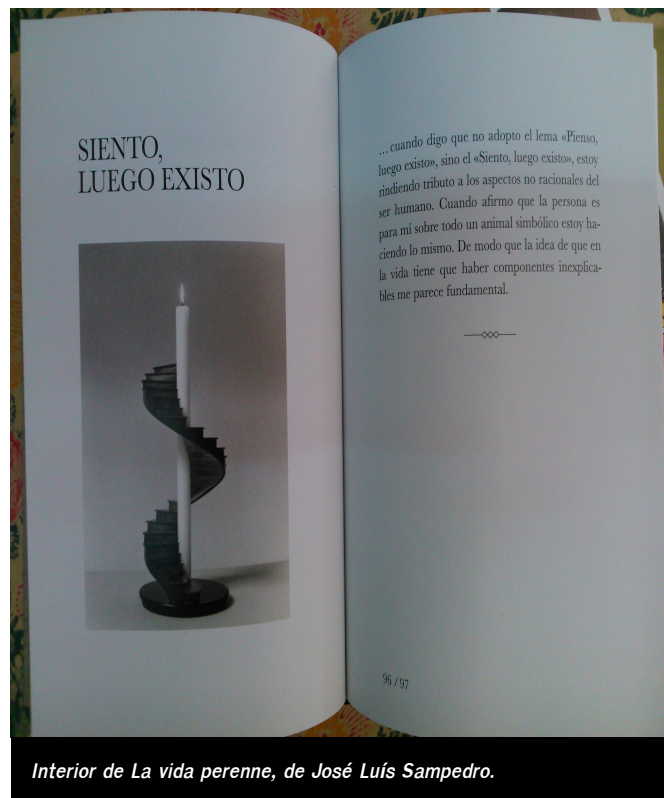 SIENTO,
LUEGO EXISTO
... cuando digo que no adopto el lema «Pienso,
luego existo», sino el «Siento, luego existo», estoy
rindiendo tributo a los aspectos no racionales del
ser humano. Cuando afirmo que la persona es
para mí sobre todo un animal simbólico estoy ha-
ciendo lo mismo. De modo que la idea de que en
la vida tiene que haber componentes inexplica-
bles me parece fundamental.
96 / 97
Interior de La vida perenne, de José Luís Sampedro.